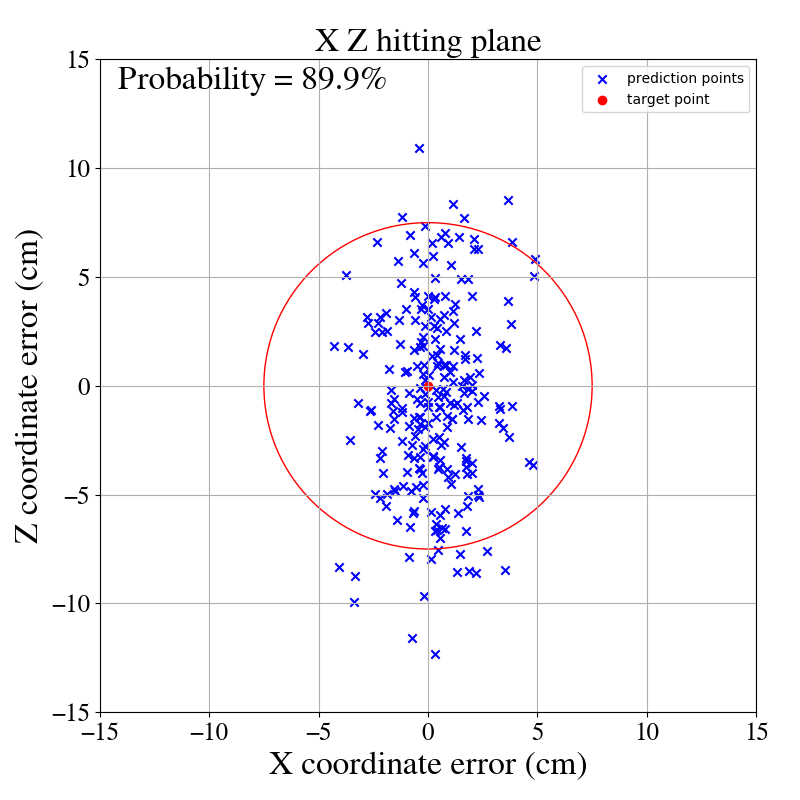 X Z hitting plane
Probability = 89.9%
prediction points
target point
15
10
5
0
−5
−10
−15
Z coordinate error (cm)
−15 −10 −5 0 5 10 15
X coordinate error (cm)